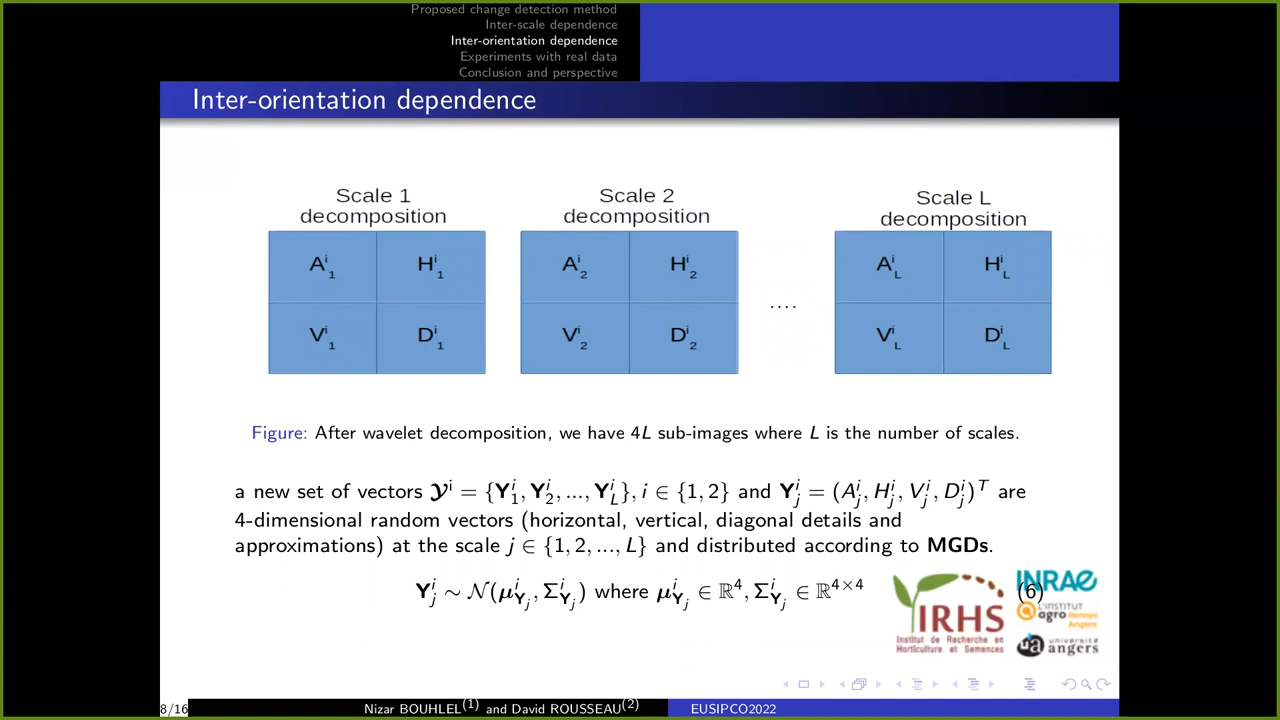 Proposed change detection method
Inter-scale dependence
Inter-orientation dependence
Experiments with real data
Conclusion and perspective
Inter-orientation dependence
Scale 1 decomposition
Scale 2 decomposition
Scale L decomposition
A^i_1 H^i_1
V^i_1 D^i_1
A^i_2 H^i_2
V^i_2 D^i_2
....
A^i_L H^i_L
V^i_L D^i_L
Figure: After wavelet decomposition, we have 4L sub-images where L is the number of scales.
a new set of vectors 𝒴^i = {Y^i_1, Y^i_2, ..., Y^i_L}, i ∈ {1, 2} and Y^i_j = (A^i_j, H^i_j, V^i_j, D^i_j)^T are
4-dimensional random vectors (horizontal, vertical, diagonal details and
approximations) at the scale j ∈ {1, 2, ..., L} and distributed according to MGDs.
Y^i_j ∼ 𝒩(μ^i_{Y_j}, Σ^i_{Y_j}) where μ^i_{Y_j} ∈ ℝ^4, Σ^i_{Y_j} ∈ ℝ^{4×4} (6)
IRHS
Institut de Recherche en
Horticulture et Semences
INRAE
L'INSTITUT
agro Rennes
Angers
ua université
angers
8/16
Nizar BOUHLEL(1) and David ROUSSEAU(2)
EUSIPCO2022